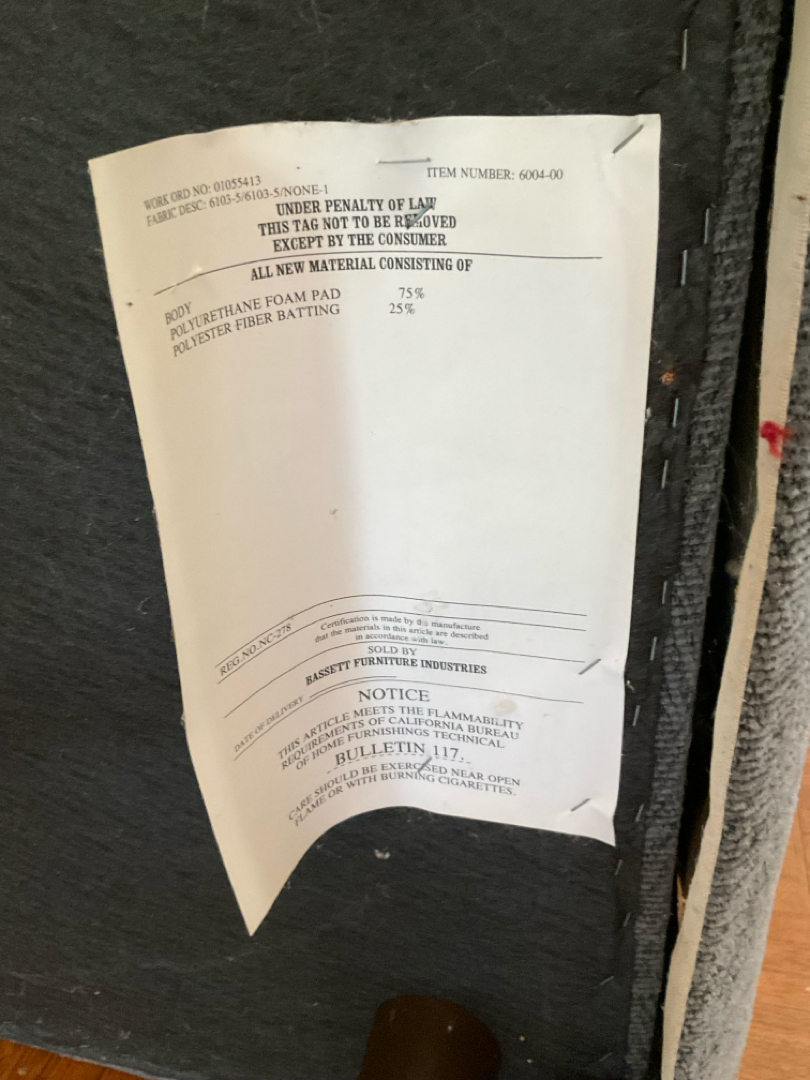 WORK ORD NO: 01055413
ITEM NUMBER: 6004-00
FABRIC DESC: 6103-5/6103-5/NONE-1
UNDER PENALTY OF LAW
THIS TAG NOT TO BE REMOVED
EXCEPT BY THE CONSUMER
ALL NEW MATERIAL CONSISTING OF
BODY
POLYURETHANE FOAM PAD 75%
POLYESTER FIBER BATTING 25%
REG.NO.NC-278
Certification is made by the manufacture
that the materials in this article are described
in accordance with law.
SOLD BY
BASSETT FURNITURE INDUSTRIES
DATE OF DELIVERY
NOTICE
THIS ARTICLE MEETS THE FLAMMABILITY
REQUIREMENTS OF CALIFORNIA BUREAU
OF HOME FURNISHINGS TECHNICAL
BULLETIN 117.
CARE SHOULD BE EXERCISED NEAR OPEN
FLAME OR WITH BURNING CIGARETTES.